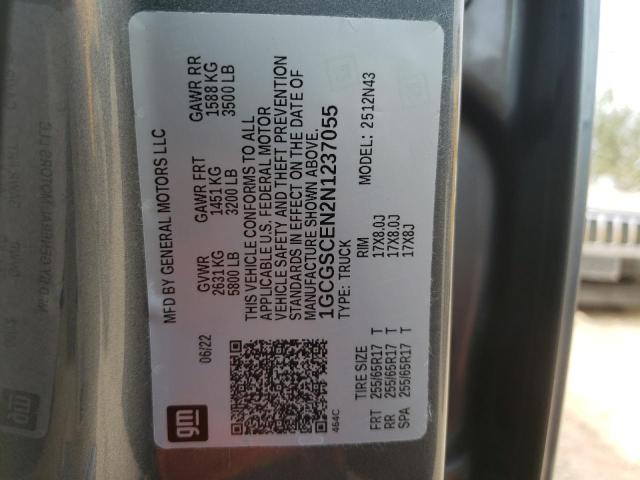 MFD BY GENERAL MOTORS LLC
06/22
GVWR GAWR FRT GAWR RR
2631 KG 1451 KG 1588 KG
5800 LB 3200 LB 3500 LB
THIS VEHICLE CONFORMS TO ALL
APPLICABLE U.S. FEDERAL MOTOR
VEHICLE SAFETY AND THEFT PREVENTION
STANDARDS IN EFFECT ON THE DATE OF
MANUFACTURE SHOWN ABOVE.
1GCGSCEN2N1237055
TYPE: TRUCK MODEL: 2512N43
gm
464C
TIRE SIZE RIM
FRT 255/65R17 T 17X8.0J
RR 255/65R17 T 17X8.0J
SPA 255/65R17 T 17X8J